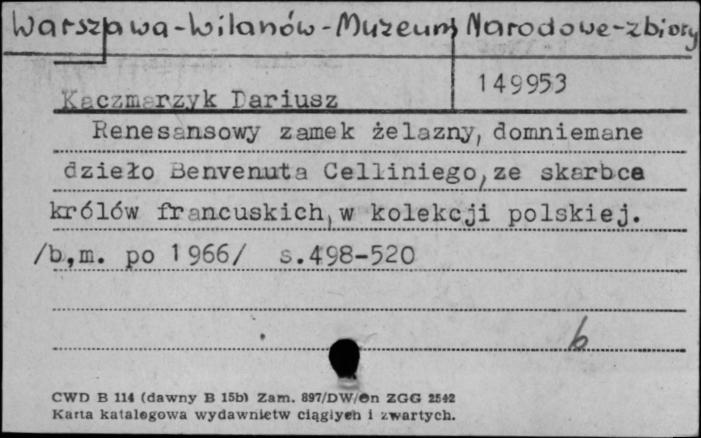 Warszawa-Wilanów-Muzeum Narodowe-zbiory
149953
Kaczmarzyk Dariusz
Renesansowy zamek żelazny, domniemane
dzieło Benvenuta Celliniego, ze skarbca
królów francuskich, w kolekcji polskiej.
/b,m. po 1966/ s.498-520
b
CWD B 114 (dawny B 15b) Zam. 897/DW/Gn ZGG 2542
Karta katalogowa wydawnictw ciągłych i zwartych.